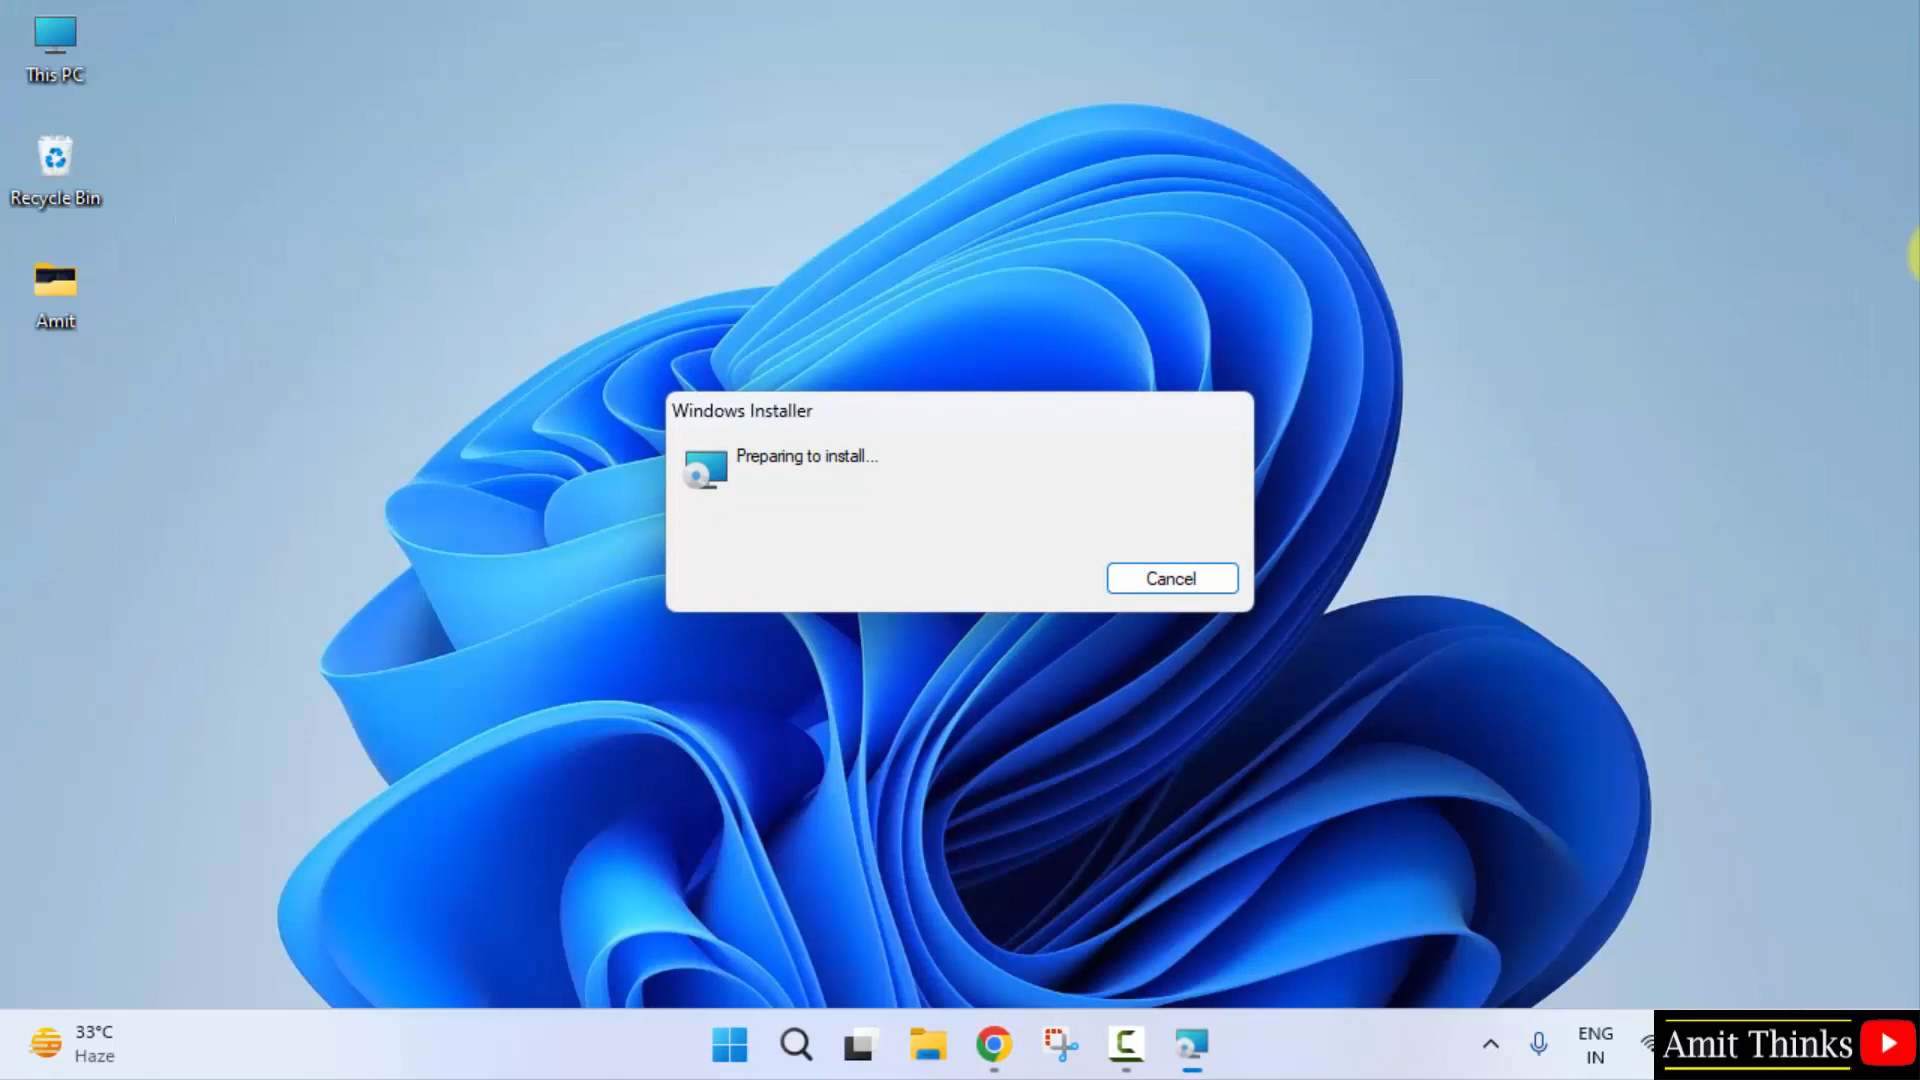 This PC
Recycle Bin
Amit
Windows Installer
Preparing to install...
Cancel
33°C
Haze
ENG
IN
Amit Thinks